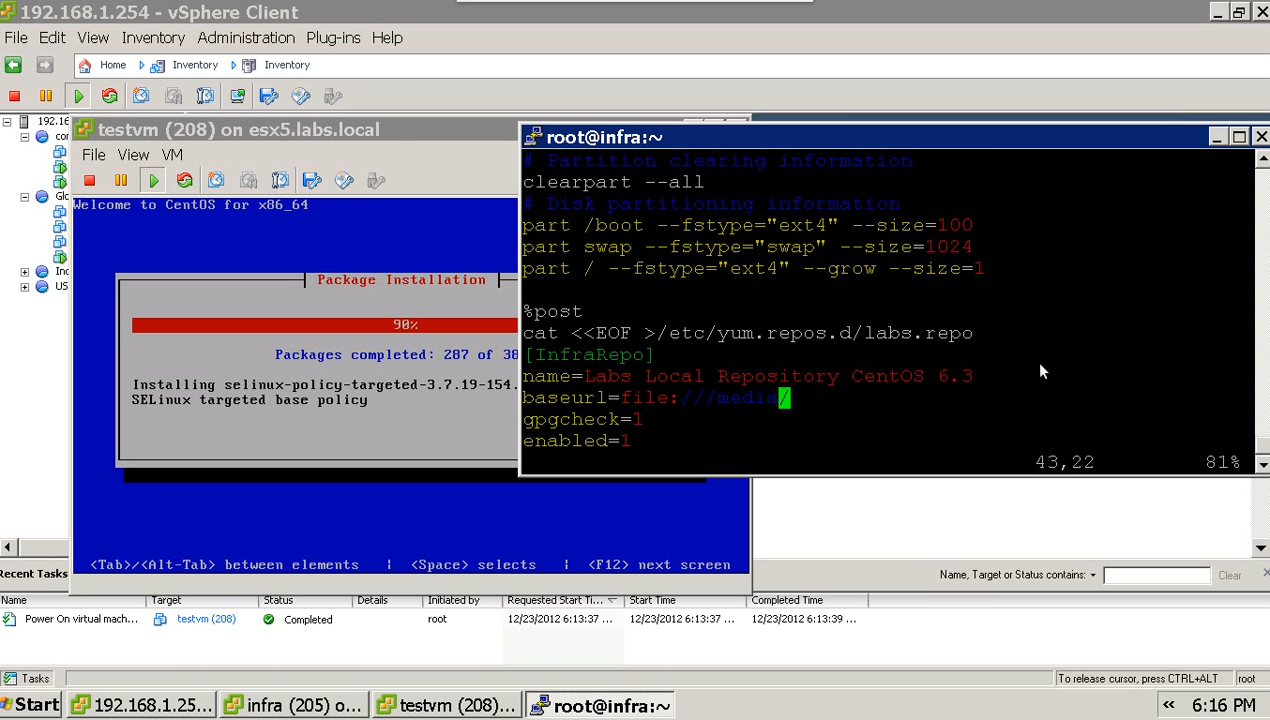 192.168.1.254 - vSphere Client
File Edit View Inventory Administration Plug-ins Help
Home Inventory Inventory
192.16
con
Glo
Inc
US
testvm (208) on esx5.labs.local
File View VM
Welcome to CentOS for x86_64
Package Installation
90%
Packages completed: 287 of 38
Installing selinux-policy-targeted-3.7.19-154.
SELinux targeted base policy
<Tab>/<Alt-Tab> between elements | <Space> selects | <F12> next screen
root@infra:~
# Partition clearing information
clearpart --all
# Disk partitioning information
part /boot --fstype="ext4" --size=100
part swap --fstype="swap" --size=1024
part / --fstype="ext4" --grow --size=1
%post
cat <<EOF >/etc/yum.repos.d/labs.repo
[InfraRepo]
name=Labs Local Repository CentOS 6.3
baseurl=file:///media/
gpgcheck=1
enabled=1
43,22 81%
Recent Tasks
Name, Target or Status contains: Clear
Name Target Status Details Initiated by Requested Start Ti... Start Time Completed Time
Power On virtual mach... testvm (208) Completed root 12/23/2012 6:13:37 ... 12/23/2012 6:13:37 ... 12/23/2012 6:13:39 ...
Tasks
To release cursor, press CTRL+ALT root
Start 192.168.1.25... infra (205) o... testvm (208)... root@infra:~ « 6:16 PM